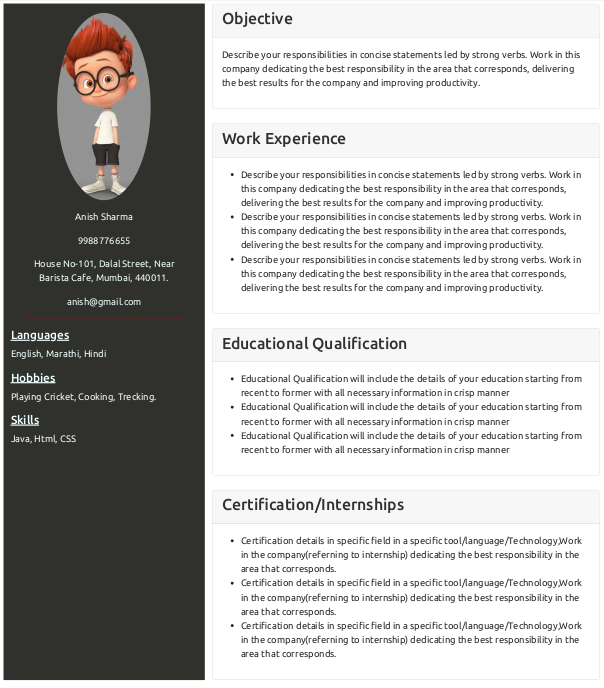 Anish Sharma
9988776655
House No-101, Dalal Street, Near
Barista Cafe, Mumbai, 440011.
anish@gmail.com
Languages
English, Marathi, Hindi
Hobbies
Playing Cricket, Cooking, Trecking.
Skills
Java, Html, CSS
Objective
Describe your responsibilities in concise statements led by strong verbs. Work in this
company dedicating the best responsibility in the area that corresponds, delivering
the best results for the company and improving productivity.
Work Experience
• Describe your responsibilities in concise statements led by strong verbs. Work in
this company dedicating the best responsibility in the area that corresponds,
delivering the best results for the company and improving productivity.
• Describe your responsibilities in concise statements led by strong verbs. Work in
this company dedicating the best responsibility in the area that corresponds,
delivering the best results for the company and improving productivity.
• Describe your responsibilities in concise statements led by strong verbs. Work in
this company dedicating the best responsibility in the area that corresponds,
delivering the best results for the company and improving productivity.
Educational Qualification
• Educational Qualification will include the details of your education starting from
recent to former with all necessary information in crisp manner
• Educational Qualification will include the details of your education starting from
recent to former with all necessary information in crisp manner
• Educational Qualification will include the details of your education starting from
recent to former with all necessary information in crisp manner
Certification/Internships
• Certification details in specific field in a specific tool/language/Technology,Work
in the company(referring to internship) dedicating the best responsibility in the
area that corresponds.
• Certification details in specific field in a specific tool/language/Technology,Work
in the company(referring to internship) dedicating the best responsibility in the
area that corresponds.
• Certification details in specific field in a specific tool/language/Technology,Work
in the company(referring to internship) dedicating the best responsibility in the
area that corresponds.